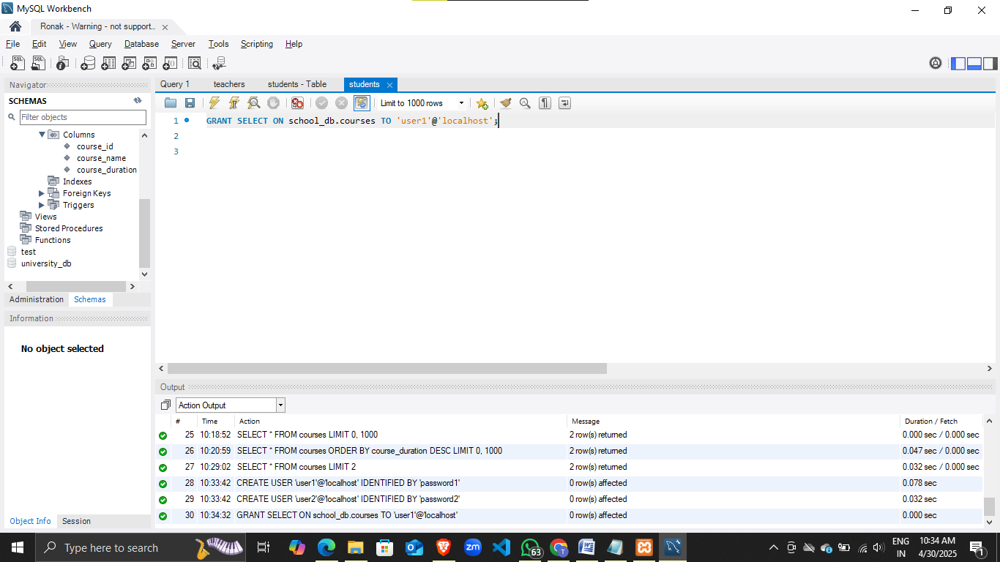 MySQL Workbench
Ronak - Warning - not support...
File Edit View Query Database Server Tools Scripting Help
Navigator
SCHEMAS
Filter objects
Columns
course_id
course_name
course_duration
Indexes
Foreign Keys
Triggers
Views
Stored Procedures
Functions
test
university_db
Administration Schemas
Information
No object selected
Object Info Session
Query 1 teachers students - Table students
Limit to 1000 rows
1 GRANT SELECT ON school_db.courses TO 'user1'@'localhost';
2
3
Output
Action Output
# Time Action Message Duration / Fetch
25 10:18:52 SELECT * FROM courses LIMIT 0, 1000 2 row(s) returned 0.000 sec / 0.000 sec
26 10:20:59 SELECT * FROM courses ORDER BY course_duration DESC LIMIT 0, 1000 2 row(s) returned 0.047 sec / 0.000 sec
27 10:29:02 SELECT * FROM courses LIMIT 2 2 row(s) returned 0.032 sec / 0.000 sec
28 10:33:42 CREATE USER 'user1'@'localhost' IDENTIFIED BY 'password1' 0 row(s) affected 0.078 sec
29 10:33:42 CREATE USER 'user2'@'localhost' IDENTIFIED BY 'password2' 0 row(s) affected 0.032 sec
30 10:34:32 GRANT SELECT ON school_db.courses TO 'user1'@'localhost' 0 row(s) affected 0.000 sec
Type here to search
zm
63
T
ENG
IN
10:34 AM
4/30/2025
1